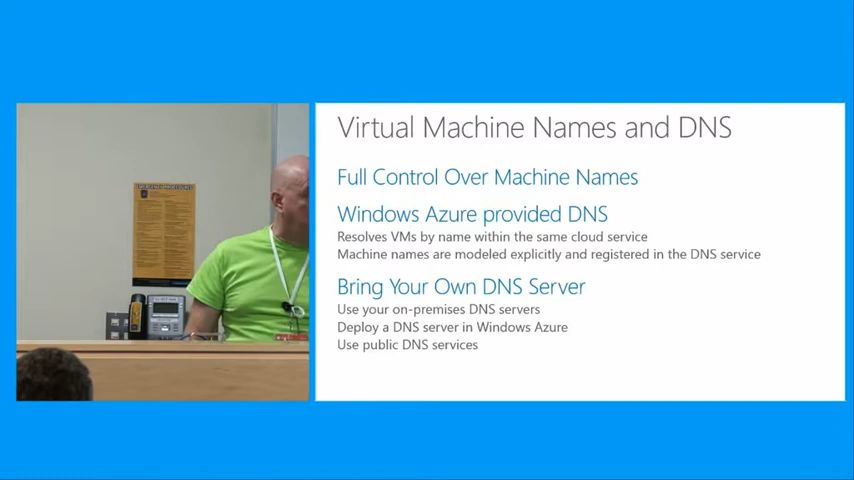 EMERGENCY PROCEDURES
Virtual Machine Names and DNS
Full Control Over Machine Names
Windows Azure provided DNS
Resolves VMs by name within the same cloud service
Machine names are modeled explicitly and registered in the DNS service
Bring Your Own DNS Server
Use your on-premises DNS servers
Deploy a DNS server in Windows Azure
Use public DNS services